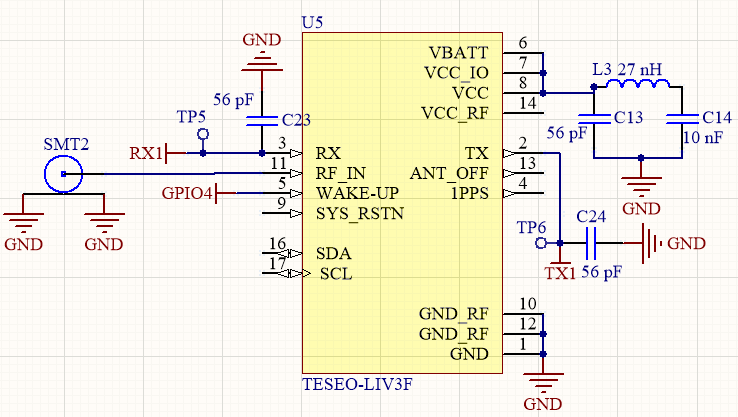 U5
GND
VBATT 6
VCC_IO 7
L3 27 nH
VCC 8
56 pF
VCC_RF 14
TP5
C23
C13
C14
56 pF
10 nF
SMT2
RX1
3 RX
TX 2
11 RF_IN
ANT_OFF 13
GPIO4
5 WAKE-UP
1PPS 4
GND
9 SYS_RSTN
C24
TP6
GND
GND
GND
16 SDA
TX1
56 pF
17 SCL
GND_RF 10
GND_RF 12
GND 1
TESEO-LIV3F
GND